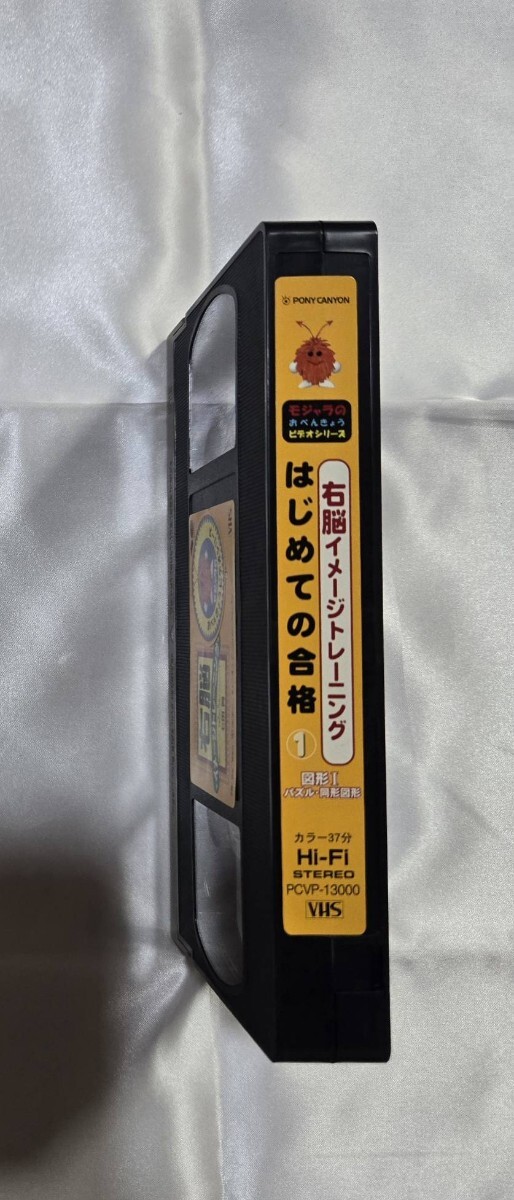 PONY CANYON
モジャラの
おべんきょう
ビデオシリーズ
右脳イメージトレーニング
はじめての合格
1
図形 I
パズル・同形図形
カラー37分
Hi-Fi
STEREO
PCVP-13000
VHS
右脳